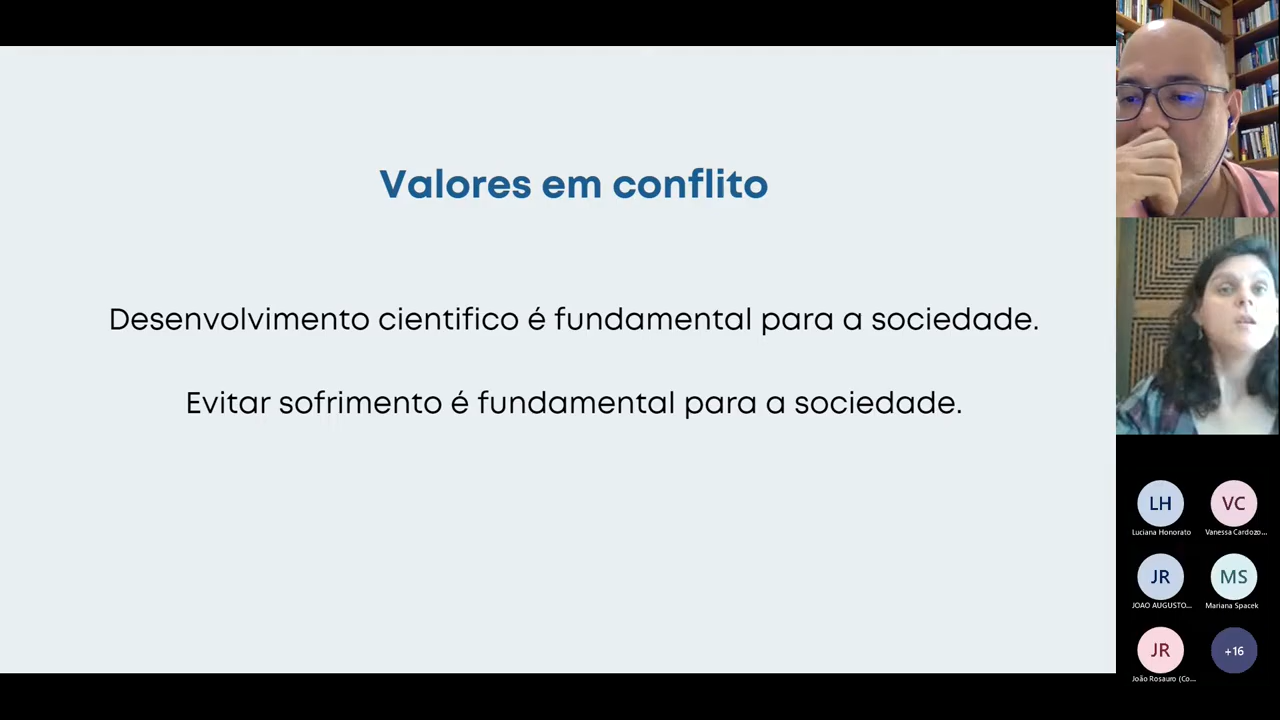 Valores em conflito
Desenvolvimento cientifico é fundamental para a sociedade.
Evitar sofrimento é fundamental para a sociedade.
LH
VC
Luciana Honorato
Vanessa Cardozo...
JR
MS
JOAO AUGUSTO...
Mariana Spacek
JR
+16
João Rosauro (Co...